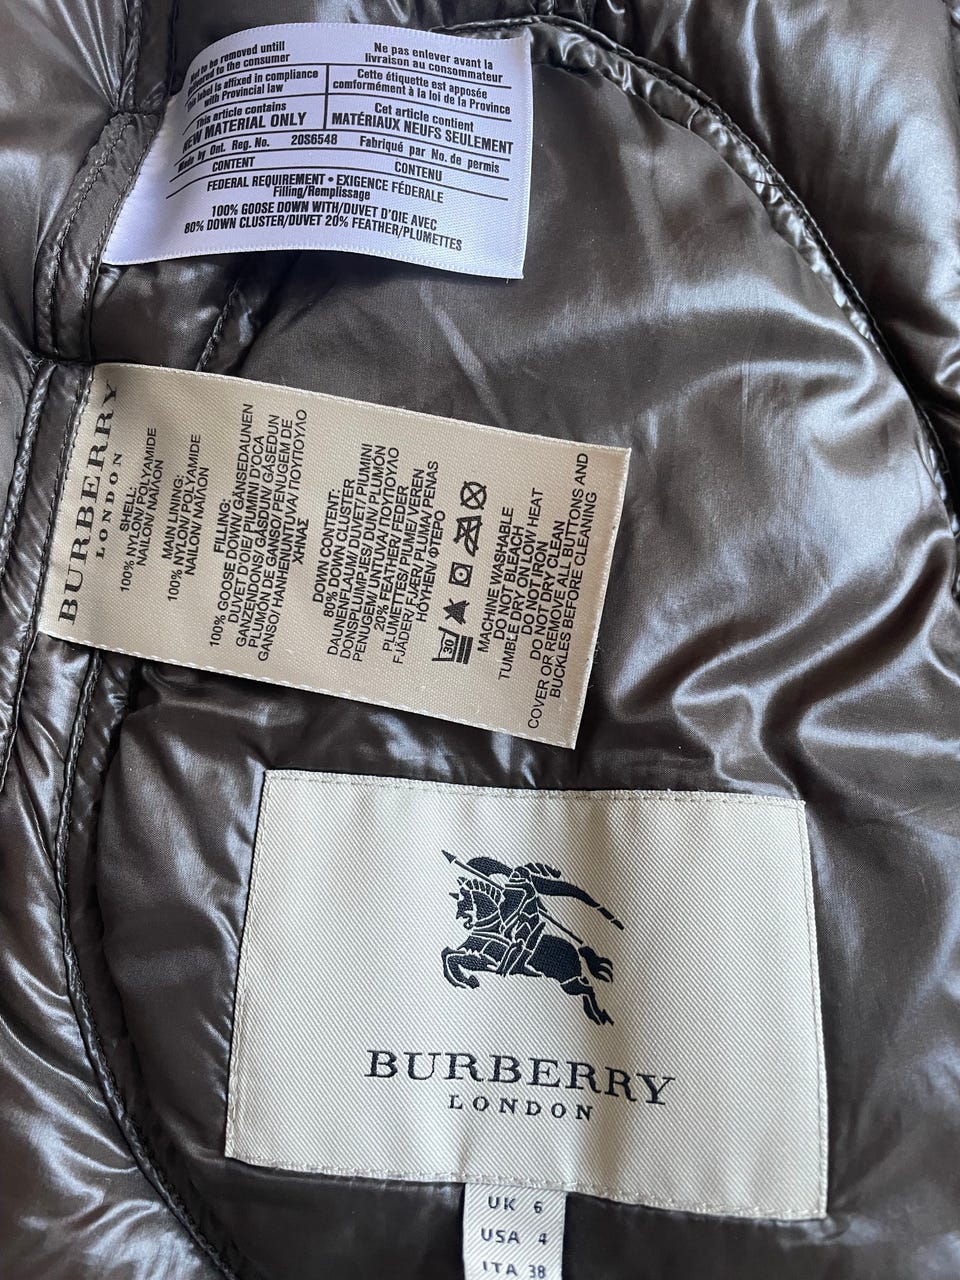 Not to be removed untill
delivered to the consumer
This label is affixed in compliance
with Provincial law
This article contains
NEW MATERIAL ONLY
Ne pas enlever avant la
livraison au consommateur
Cette étiquette est apposée
conformément à la loi de la Province
Cet article contient
MATÉRIAUX NEUFS SEULEMENT
Made by Ont. Reg. No. 20S6548 Fabriqué par No. de permis
CONTENT CONTENU
FEDERAL REQUIREMENT • EXIGENCE FÉDERALE
Filling/Remplissage
100% GOOSE DOWN WITH/DUVET D'OIE AVEC
80% DOWN CLUSTER/DUVET 20% FEATHER/PLUMETTES
BURBERRY
LONDON
SHELL:
100% NYLON/ POLYAMIDE
NAILON/ ΝΑΙΛΟΝ
MAIN LINING:
100% NYLON/ POLYAMIDE
NAILON/ ΝΑΙΛΟΝ
FILLING:
100% GOOSE DOWN/ GÄNSEDAUNEN
DUVET D'OIE/ PIUMINI D'OCA
GANZENDONS/ GÅSDUN/ GÅSEDUN
PLUMÓN DE GANSO/ PENUGEM DE
GANSO/ HANHENUNTUVA/ ΠΟΥΠΟΥΛΟ
ΧΗΝΑΣ
DOWN CONTENT:
80% DOWN CLUSTER
DAUNENFLAUM/ DUVET/ PIUMINI
DONSPLUIMPJES/ DUN/ PLUMÓN
PENUGEM/ UNTUVA/ ΠΟΥΠΟΥΛΟ
20% FEATHER/ FEDER
PLUMETTES/ PIUME/ VEREN
FJÄDER/ FJÆR/ PLUMA/ PENAS
HÖYHEN/ ΦΤΕΡΟ
30
MACHINE WASHABLE
DO NOT BLEACH
TUMBLE DRY ON LOW HEAT
DO NOT IRON
DO NOT DRY CLEAN
COVER OR REMOVE ALL BUTTONS AND
BUCKLES BEFORE CLEANING
BURBERRY
LONDON
UK 6
USA 4
ITA 38